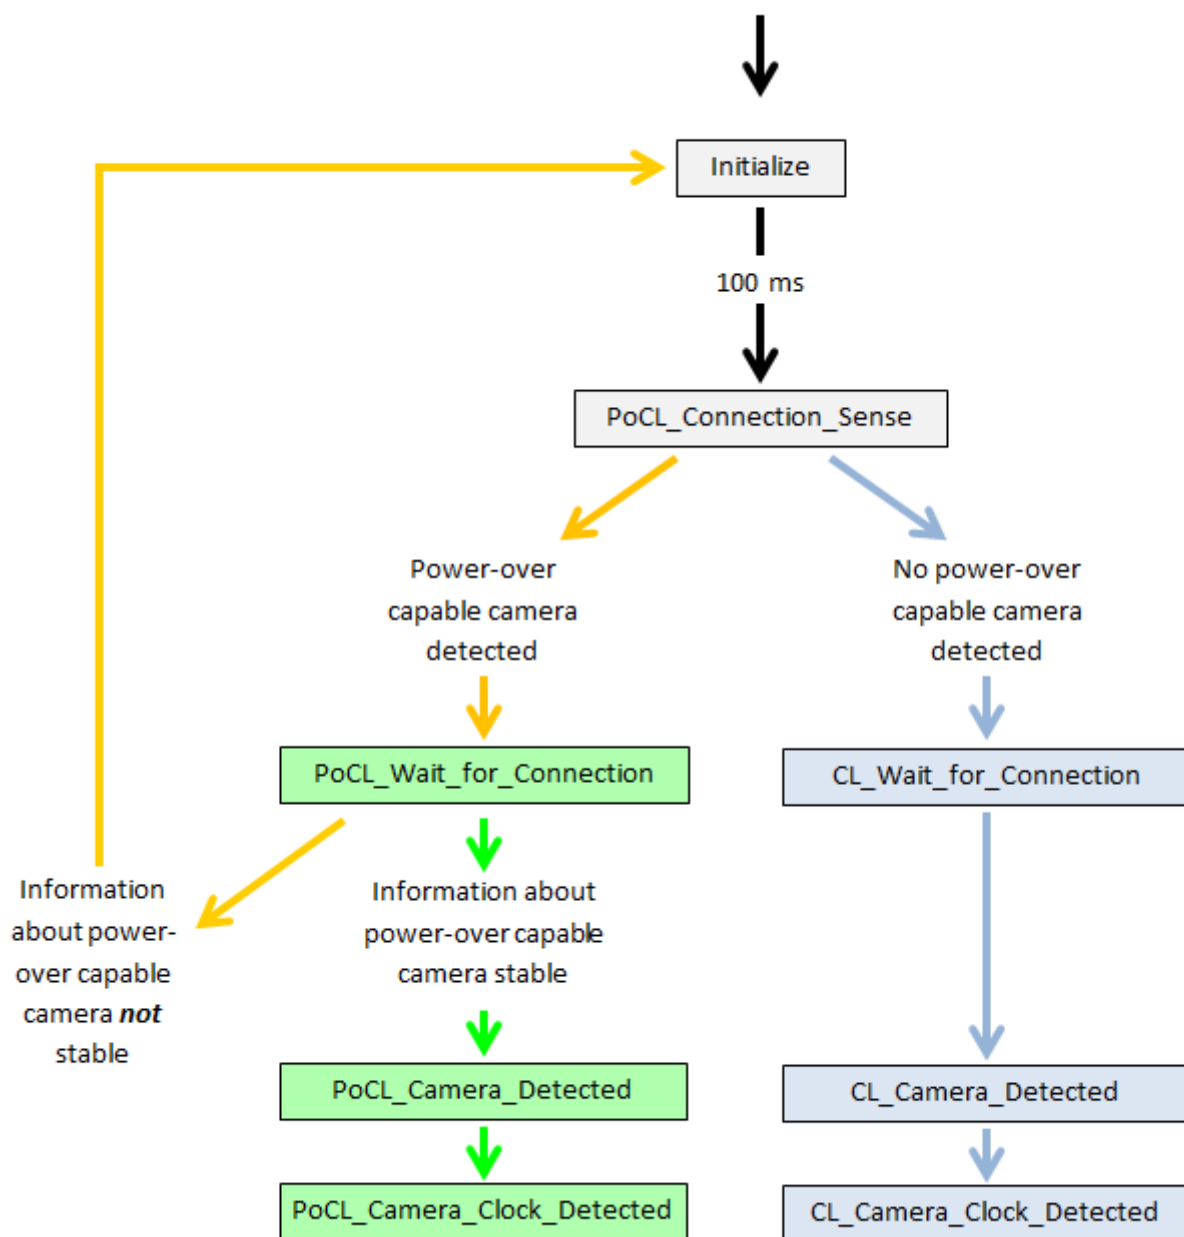 Initialize
100 ms
PoCL_Connection_Sense
Power-over
capable camera
detected
No power-over
capable camera
detected
PoCL_Wait_for_Connection
CL_Wait_for_Connection
Information
about power-
over capable
camera not
stable
Information about
power-over capable
camera stable
PoCL_Camera_Detected
CL_Camera_Detected
PoCL_Camera_Clock_Detected
CL_Camera_Clock_Detected